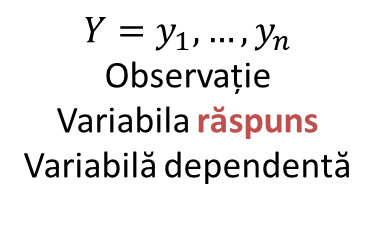 Y = y₁, …, yₙ
Observație
Variabila răspuns
Variabilă dependentă